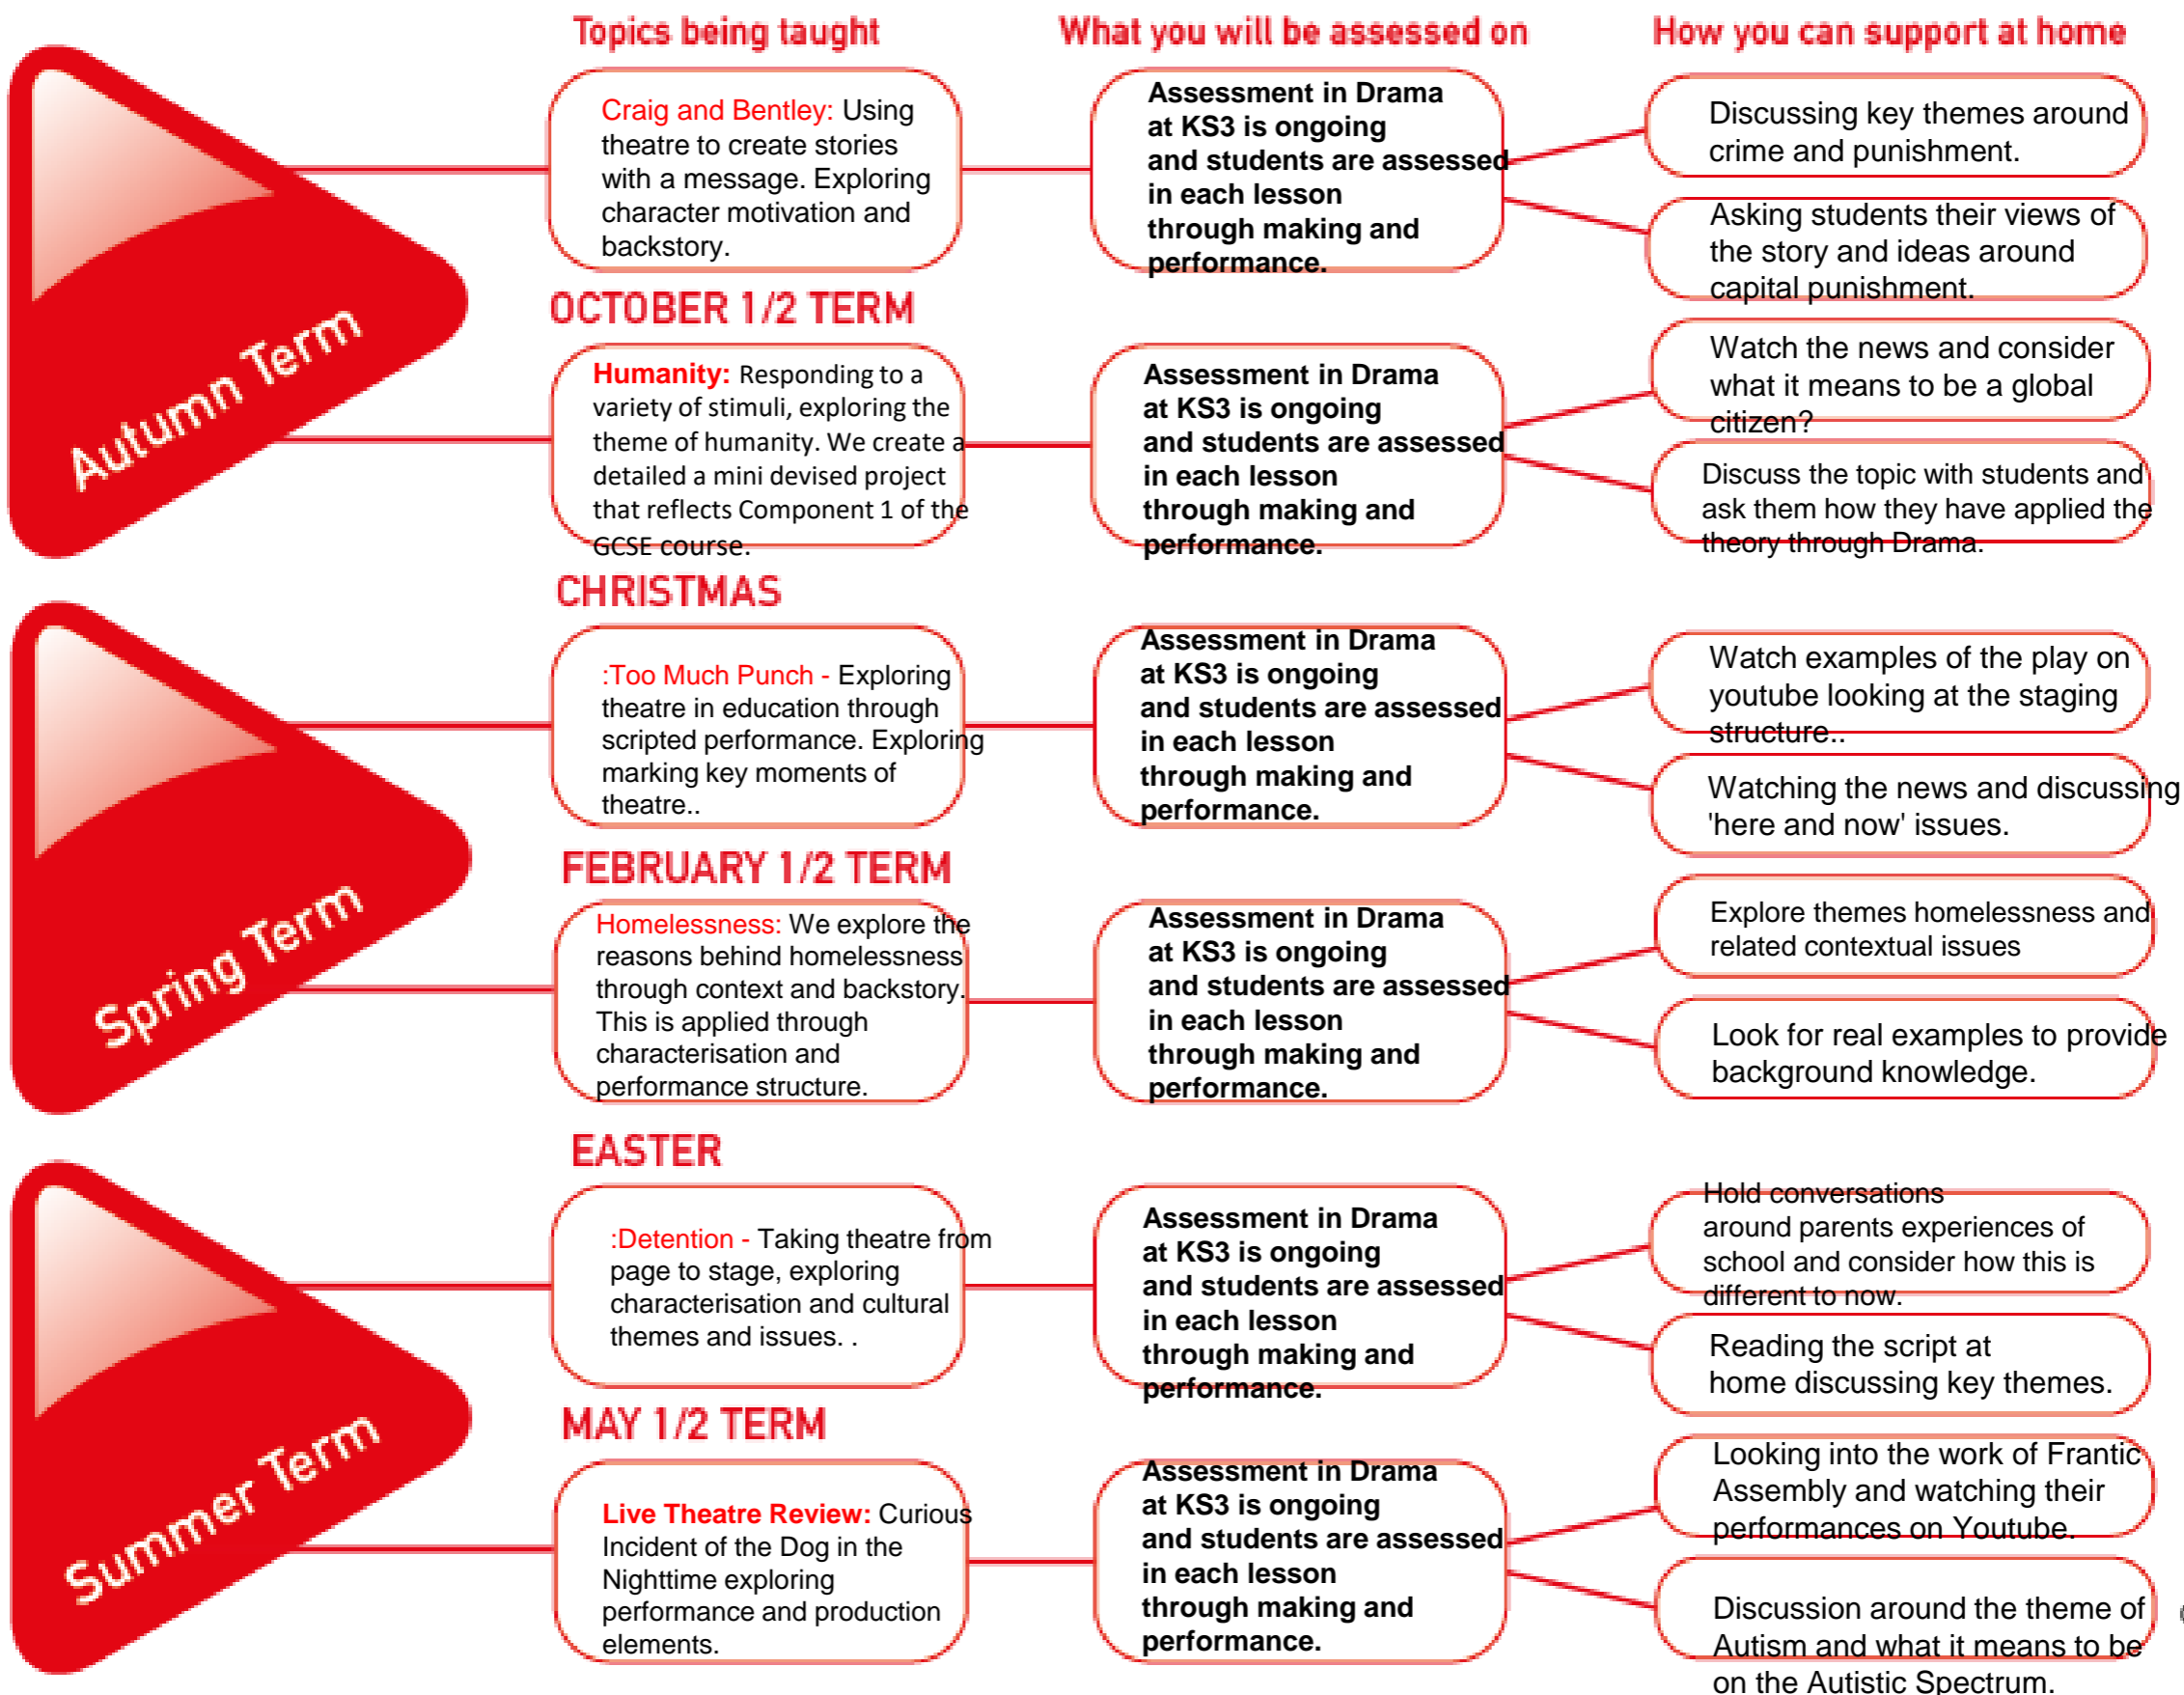 Topics being taught
What you will be assessed on
How you can support at home
Autumn Term
Craig and Bentley: Using
theatre to create stories
with a message. Exploring
character motivation and
backstory.
Assessment in Drama
at KS3 is ongoing
and students are assessed
in each lesson
through making and
performance.
Discussing key themes around
crime and punishment.
Asking students their views of
the story and ideas around
capital punishment.
OCTOBER 1/2 TERM
Humanity: Responding to a
variety of stimuli, exploring the
theme of humanity. We create a
detailed a mini devised project
that reflects Component 1 of the
GCSE course.
Assessment in Drama
at KS3 is ongoing
and students are assessed
in each lesson
through making and
performance.
Watch the news and consider
what it means to be a global
citizen?
Discuss the topic with students and
ask them how they have applied the
theory through Drama.
CHRISTMAS
Spring Term
:Too Much Punch - Exploring
theatre in education through
scripted performance. Exploring
marking key moments of
theatre..
Assessment in Drama
at KS3 is ongoing
and students are assessed
in each lesson
through making and
performance.
Watch examples of the play on
youtube looking at the staging
structure..
Watching the news and discussing
'here and now' issues.
FEBRUARY 1/2 TERM
Homelessness: We explore the
reasons behind homelessness
through context and backstory.
This is applied through
characterisation and
performance structure.
Assessment in Drama
at KS3 is ongoing
and students are assessed
in each lesson
through making and
performance.
Explore themes homelessness and
related contextual issues
Look for real examples to provide
background knowledge.
EASTER
Summer Term
:Detention - Taking theatre from
page to stage, exploring
characterisation and cultural
themes and issues. .
Assessment in Drama
at KS3 is ongoing
and students are assessed
in each lesson
through making and
performance.
Hold conversations
around parents experiences of
school and consider how this is
different to now.
Reading the script at
home discussing key themes.
MAY 1/2 TERM
Live Theatre Review: Curious
Incident of the Dog in the
Nighttime exploring
performance and production
elements.
Assessment in Drama
at KS3 is ongoing
and students are assessed
in each lesson
through making and
performance.
Looking into the work of Frantic
Assembly and watching their
performances on Youtube.
Discussion around the theme of
Autism and what it means to be
on the Autistic Spectrum.